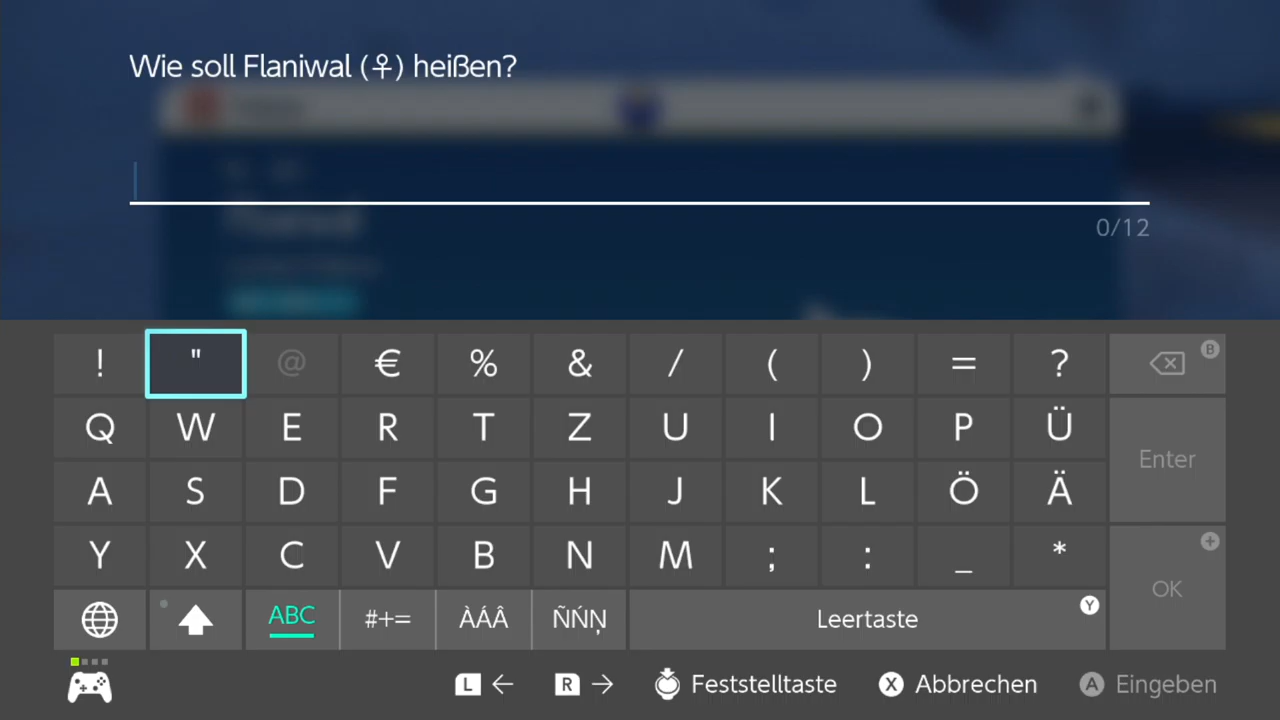 Wie soll Flaniwal (♀) heißen?
0/12
! " @ € % & / ( ) = ? B
Q W E R T Z U I O P Ü
Enter
A S D F G H J K L Ö Ä
Y X C V B N M ; : _ *
+
OK
ABC #+= ÀÁÂ ÑŃŅ Leertaste Y
L ← R → Feststelltaste X Abbrechen A Eingeben